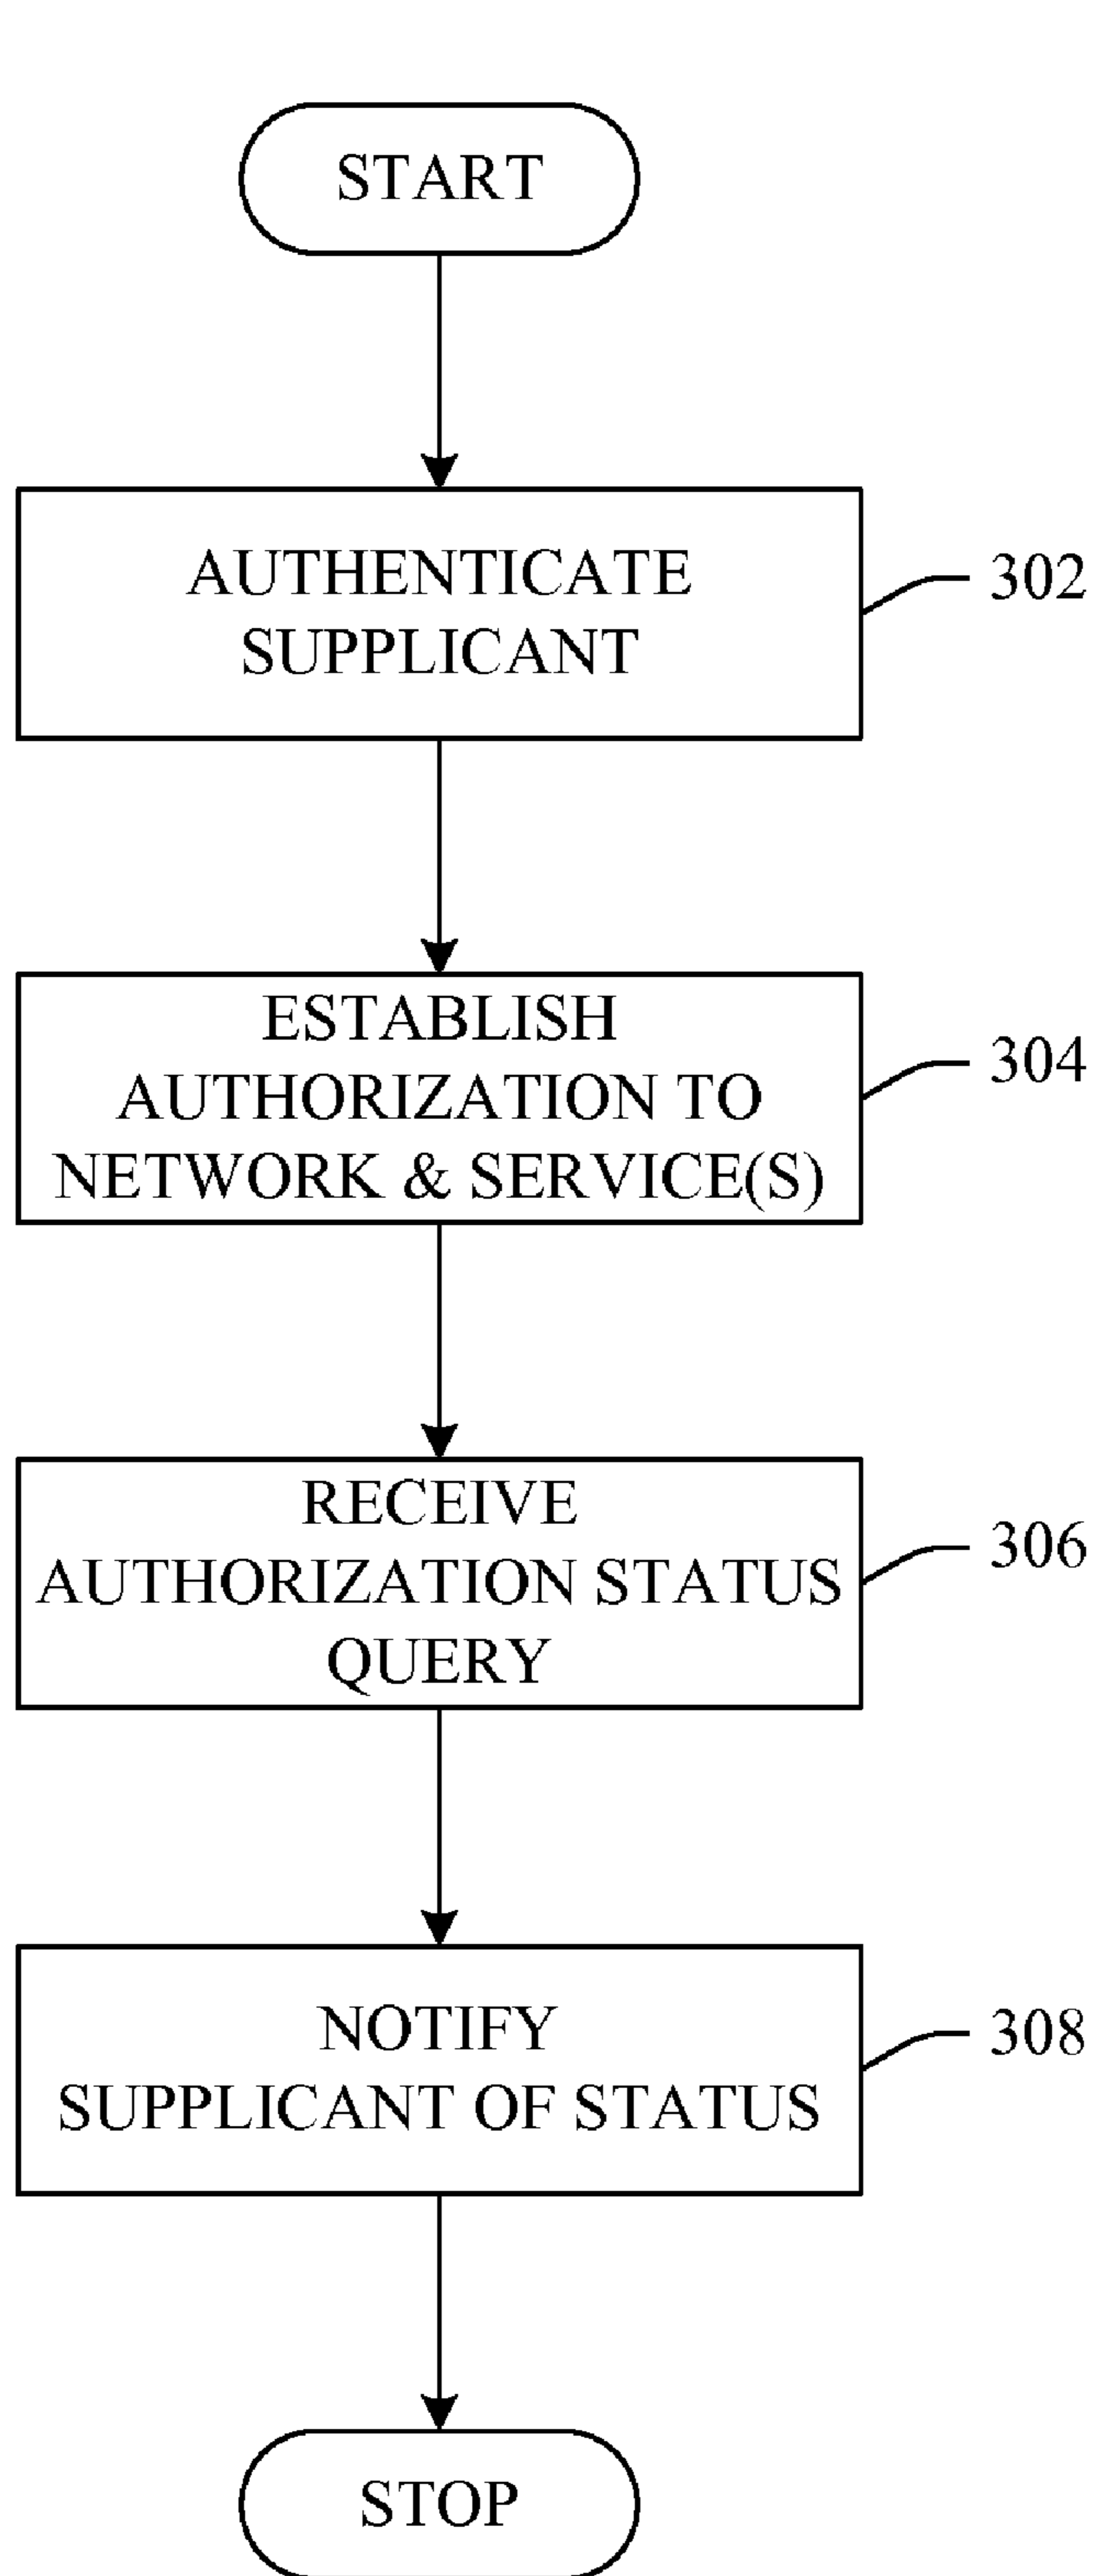 START
AUTHENTICATE
SUPPLICANT
302
ESTABLISH
AUTHORIZATION TO
NETWORK & SERVICE(S)
304
RECEIVE
AUTHORIZATION STATUS
QUERY
306
NOTIFY
SUPPLICANT OF STATUS
308
STOP